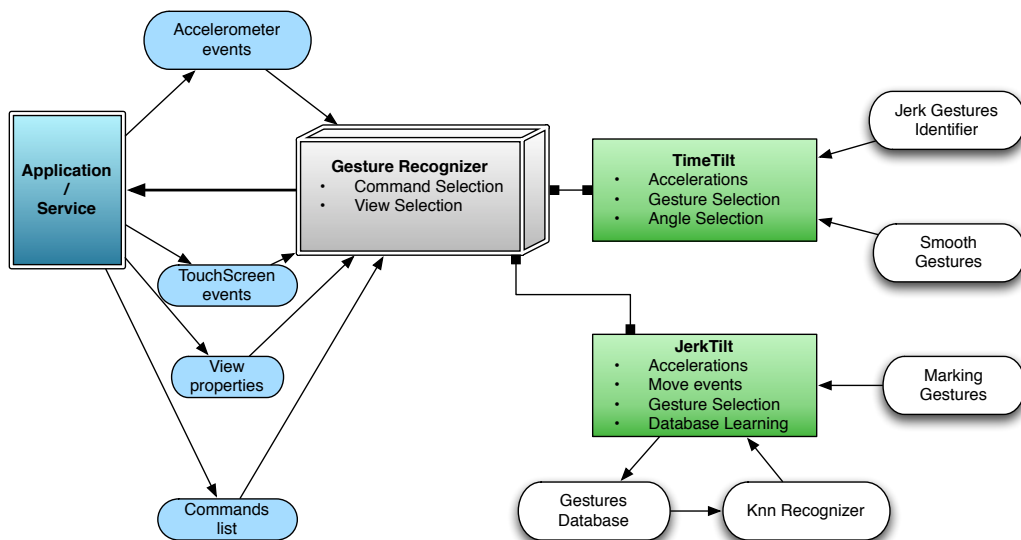 Accelerometer
events
Application
/
Service
Gesture Recognizer
• Command Selection
• View Selection
TouchScreen
events
View
properties
Commands
list
TimeTilt
• Accelerations
• Gesture Selection
• Angle Selection
Jerk Gestures
Identifier
Smooth
Gestures
JerkTilt
• Accelerations
• Move events
• Gesture Selection
• Database Learning
Marking
Gestures
Gestures
Database
Knn Recognizer